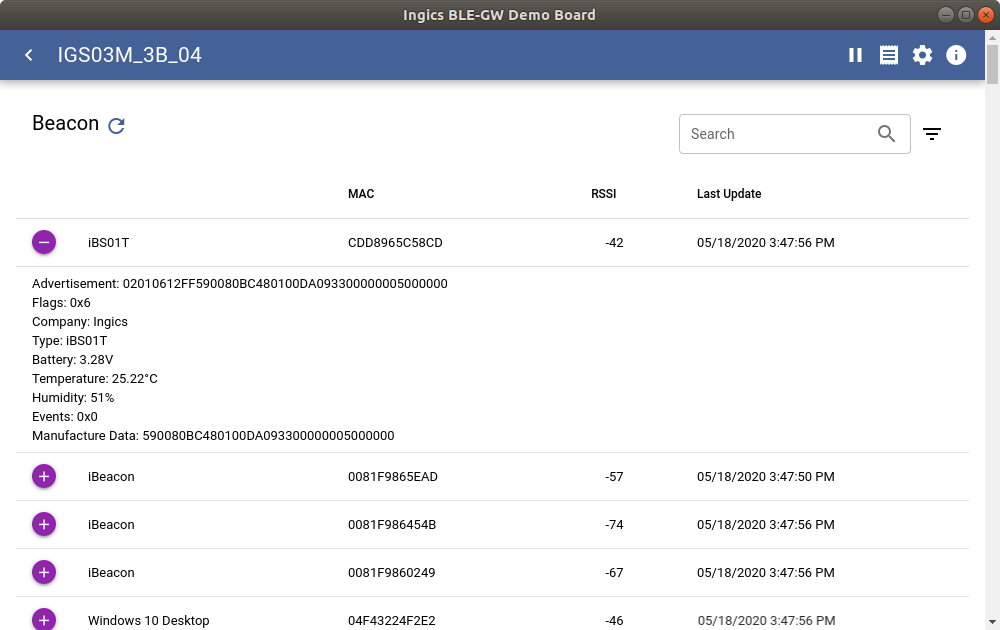 Ingics BLE-GW Demo Board
IGS03M_3B_04
Beacon
Search
MAC RSSI Last Update
iBS01T CDD8965C58CD -42 05/18/2020 3:47:56 PM
Advertisement: 02010612FF590080BC480100DA093300000005000000
Flags: 0x6
Company: Ingics
Type: iBS01T
Battery: 3.28V
Temperature: 25.22°C
Humidity: 51%
Events: 0x0
Manufacture Data: 590080BC480100DA093300000005000000
iBeacon 0081F9865EAD -57 05/18/2020 3:47:50 PM
iBeacon 0081F986454B -74 05/18/2020 3:47:56 PM
iBeacon 0081F9860249 -67 05/18/2020 3:47:56 PM
Windows 10 Desktop 04F43224F2E2 -46 05/18/2020 3:47:56 PM